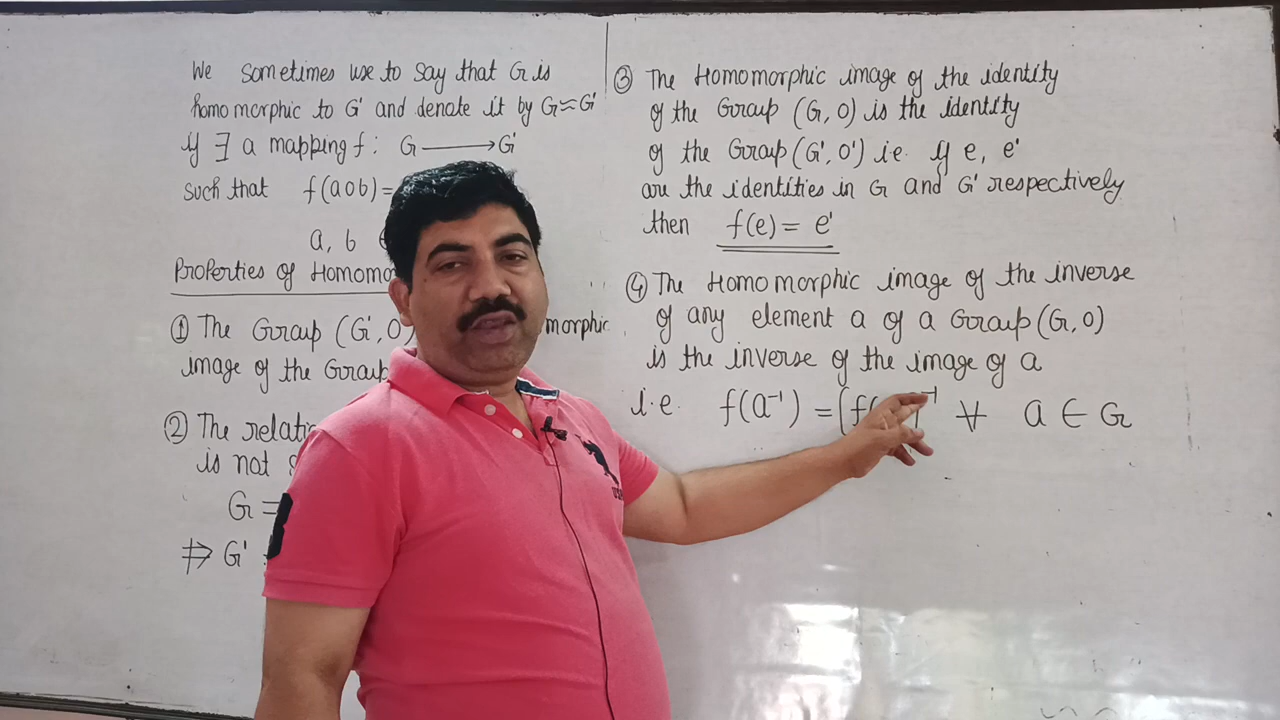 We sometimes use to say that G is
homomorphic to G' and denote it by G≈G'
if ∃ a mapping f: G ⟶ G'
such that f(aob)=
a, b
Properties of Homomo
① The Group (G', O
morphic
image of the Group
② The relati
is not
G =
⇏ G'
③ The Homomorphic image of the identity
of the Group (G, O) is the identity
of the Group (G', O') i.e. if e, e'
are the identities in G and G' respectively
then f(e) = e'
④ The Homomorphic image of the inverse
of any element a of a Group (G, O)
is the inverse of the image of a
i.e. f(a⁻¹) = [f( ⁻¹ ∀ a ∈ G